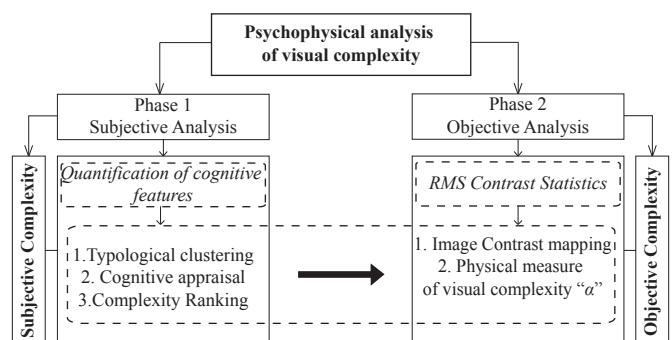 Psychophysical analysis
of visual complexity
Phase 1
Subjective Analysis
Phase 2
Objective Analysis
Subjective Complexity
Quantification of cognitive
features
1.Typological clustering
2. Cognitive appraisal
3.Complexity Ranking
RMS Contrast Statistics
1. Image Contrast mapping
2. Physical measure
of visual complexity “α”
Objective Complexity